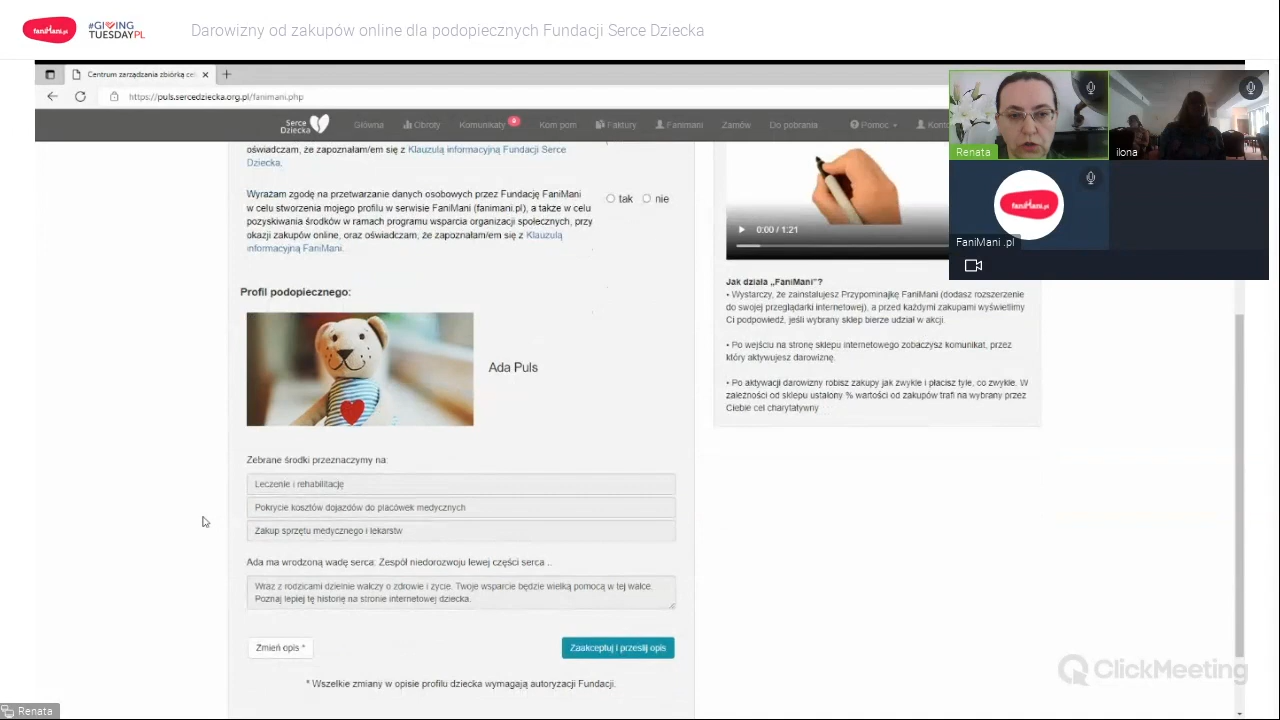 faniMani.pl
#GIVING
TUESDAYPL
Darowizny od zakupów online dla podopiecznych Fundacji Serce Dziecka
Centrum zarządzania zbiórką cel
https://puls.sercedziecka.org.pl/fanimani.php
Serce
Dziecka
Główna
Obroty
Komunikaty
Kom pom
Faktury
Fanimani
Zamów
Do pobrania
Pomoc
Konto
oświadczam, że zapoznałam/em się z Klauzulą informacyjną Fundacji Serce
Dziecka.
Wyrażam zgodę na przetwarzanie danych osobowych przez Fundację FaniMani
w celu stworzenia mojego profilu w serwisie FaniMani (fanimani.pl), a także w celu
pozyskiwania środków w ramach programu wsparcia organizacji społecznych, przy
okazji zakupów online, oraz oświadczam, że zapoznałam/em się z Klauzulą
informacyjną FaniMani.
tak
nie
Profil podopiecznego:
Ada Puls
Zebrane środki przeznaczymy na:
Leczenie i rehabilitację
Pokrycie kosztów dojazdów do placówek medycznych
Zakup sprzętu medycznego i lekarstw
Ada ma wrodzoną wadę serca: Zespół niedorozwoju lewej części serca ..
Wraz z rodzicami dzielnie walczy o zdrowie i życie. Twoje wsparcie będzie wielką pomocą w tej walce.
Poznaj lepiej tę historię na stronie internetowej dziecka.
Zmień opis *
Zaakceptuj i prześlij opis
* Wszelkie zmiany w opisie profilu dziecka wymagają autoryzacji Fundacji.
0:00 / 1:21
Jak działa „FaniMani"?
• Wystarczy, że zainstalujesz Przypominajkę FaniMani (dodasz rozszerzenie
do swojej przeglądarki internetowej), a przed każdymi zakupami wyświetlimy
Ci podpowiedź, jeśli wybrany sklep bierze udział w akcji.
• Po wejściu na stronę sklepu internetowego zobaczysz komunikat, przez
który aktywujesz darowiznę.
• Po aktywacji darowizny robisz zakupy jak zwykle i płacisz tyle, co zwykle. W
zależności od sklepu ustalony % wartości od zakupów trafi na wybrany przez
Ciebie cel charytatywny
Renata
ilona
faniMani.pl
FaniMani .pl
ClickMeeting
Renata